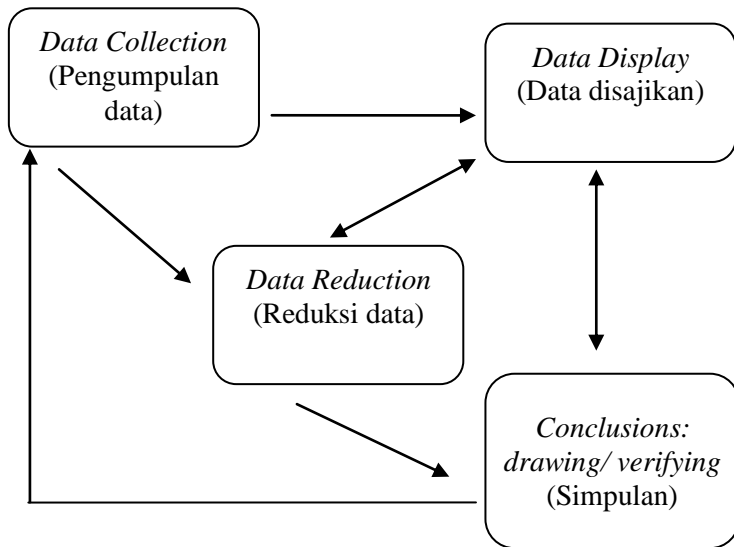 Data Collection
(Pengumpulan
data)
Data Display
(Data disajikan)
Data Reduction
(Reduksi data)
Conclusions:
drawing/ verifying
(Simpulan)